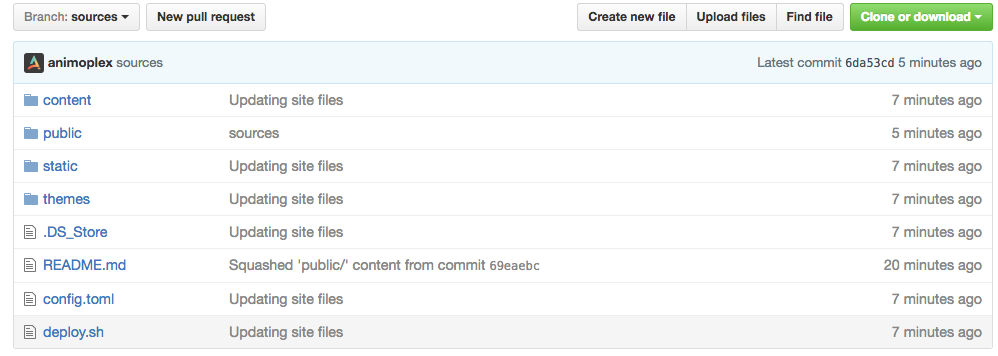 Branch: sources New pull request Create new file Upload files Find file Clone or download
animoplex sources Latest commit 6da53cd 5 minutes ago
content Updating site files 7 minutes ago
public sources 5 minutes ago
static Updating site files 7 minutes ago
themes Updating site files 7 minutes ago
.DS_Store Updating site files 7 minutes ago
README.md Squashed 'public/' content from commit 69eaebc 20 minutes ago
config.toml Updating site files 7 minutes ago
deploy.sh Updating site files 7 minutes ago